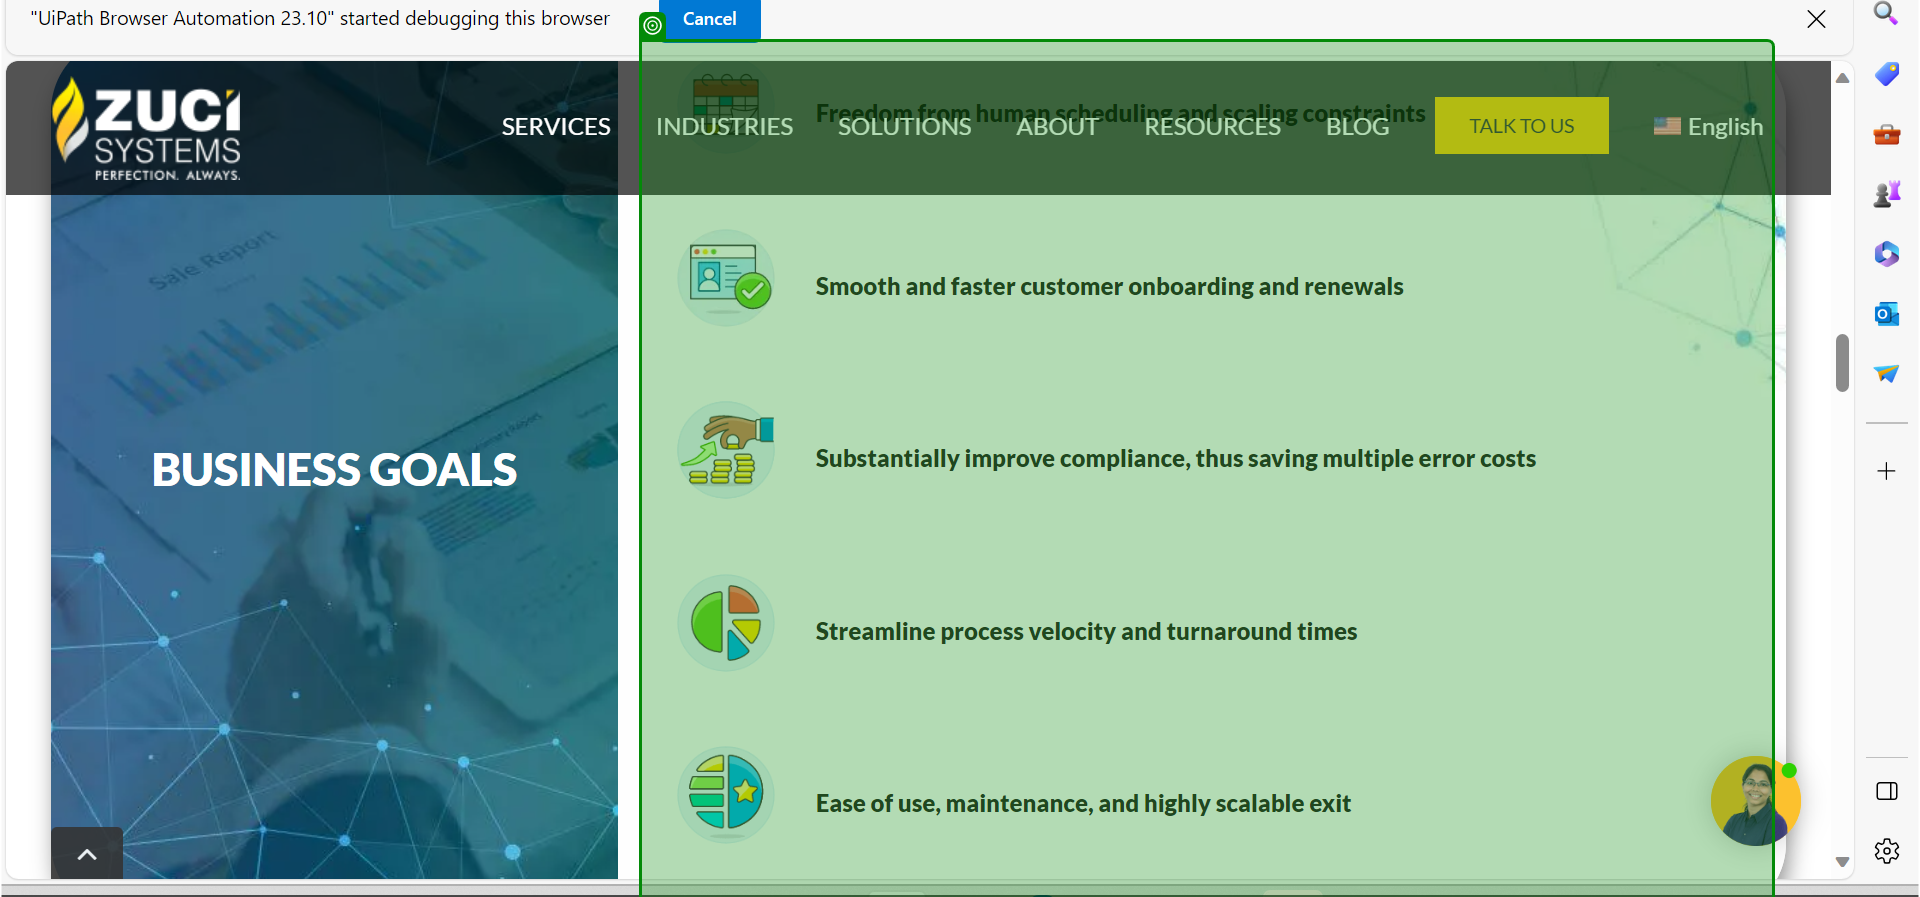 "UiPath Browser Automation 23.10" started debugging this browser
Cancel
ZUCI
SYSTEMS
PERFECTION. ALWAYS.
SERVICES
INDUSTRIES
SOLUTIONS
ABOUT
RESOURCES
BLOG
TALK TO US
English
Freedom from human scheduling and scaling constraints
Sale Report
Smooth and faster customer onboarding and renewals
Substantially improve compliance, thus saving multiple error costs
BUSINESS GOALS
Streamline process velocity and turnaround times
Ease of use, maintenance, and highly scalable exit